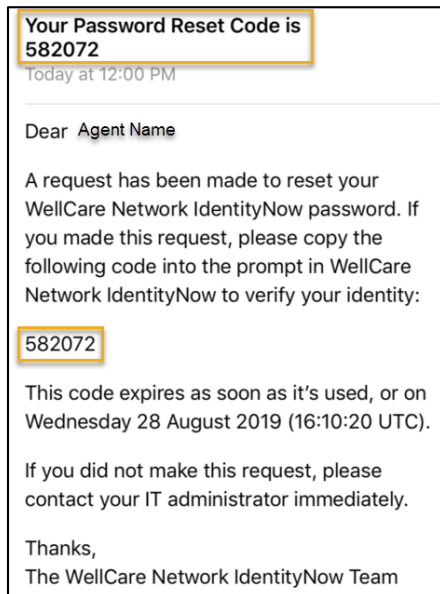 Your Password Reset Code is
582072
Today at 12:00 PM
Dear Agent Name
A request has been made to reset your
WellCare Network IdentityNow password. If
you made this request, please copy the
following code into the prompt in WellCare
Network IdentityNow to verify your identity:
582072
This code expires as soon as it’s used, or on
Wednesday 28 August 2019 (16:10:20 UTC).
If you did not make this request, please
contact your IT administrator immediately.
Thanks,
The WellCare Network IdentityNow Team